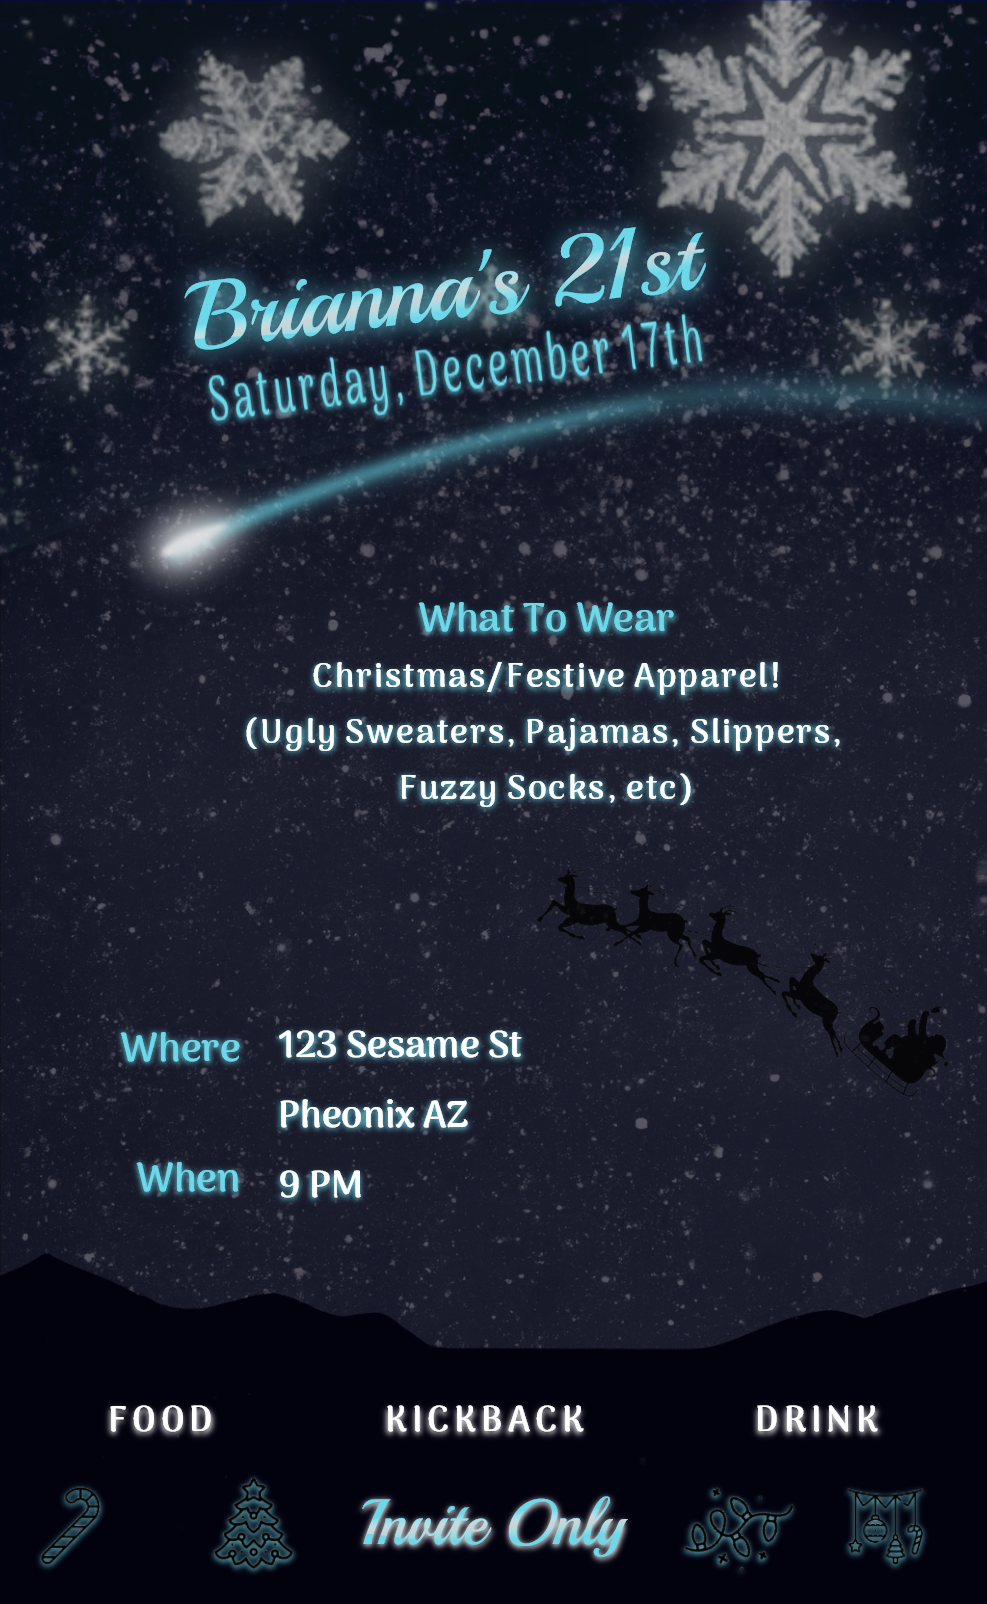 Brianna's 21st
Saturday, December 17th
What To Wear
Christmas/Festive Apparel!
(Ugly Sweaters, Pajamas, Slippers,
Fuzzy Socks, etc)
Where 123 Sesame St
Pheonix AZ
When 9 PM
FOOD KICKBACK DRINK
Invite Only